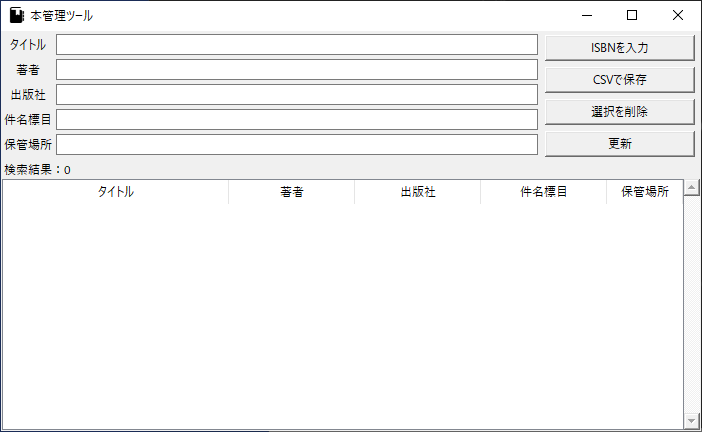 本管理ツール
タイトル
著者
出版社
件名標目
保管場所
ISBNを入力
CSVで保存
選択を削除
更新
検索結果：0
タイトル 著者 出版社 件名標目 保管場所